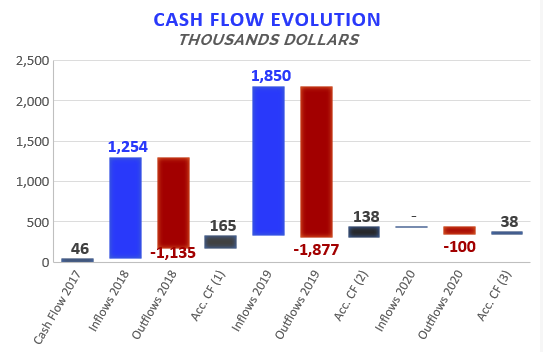 CASH FLOW EVOLUTION
THOUSANDS DOLLARS
2,500
2,000
1,500
1,000
500
0
46
1,254
-1,135
165
1,850
-1,877
138
-
-100
38
Cash Flow 2017
Inflows 2018
Outflows 2018
Acc. CF (1)
Inflows 2019
Outflows 2019
Acc. CF (2)
Inflows 2020
Outflows 2020
Acc. CF (3)